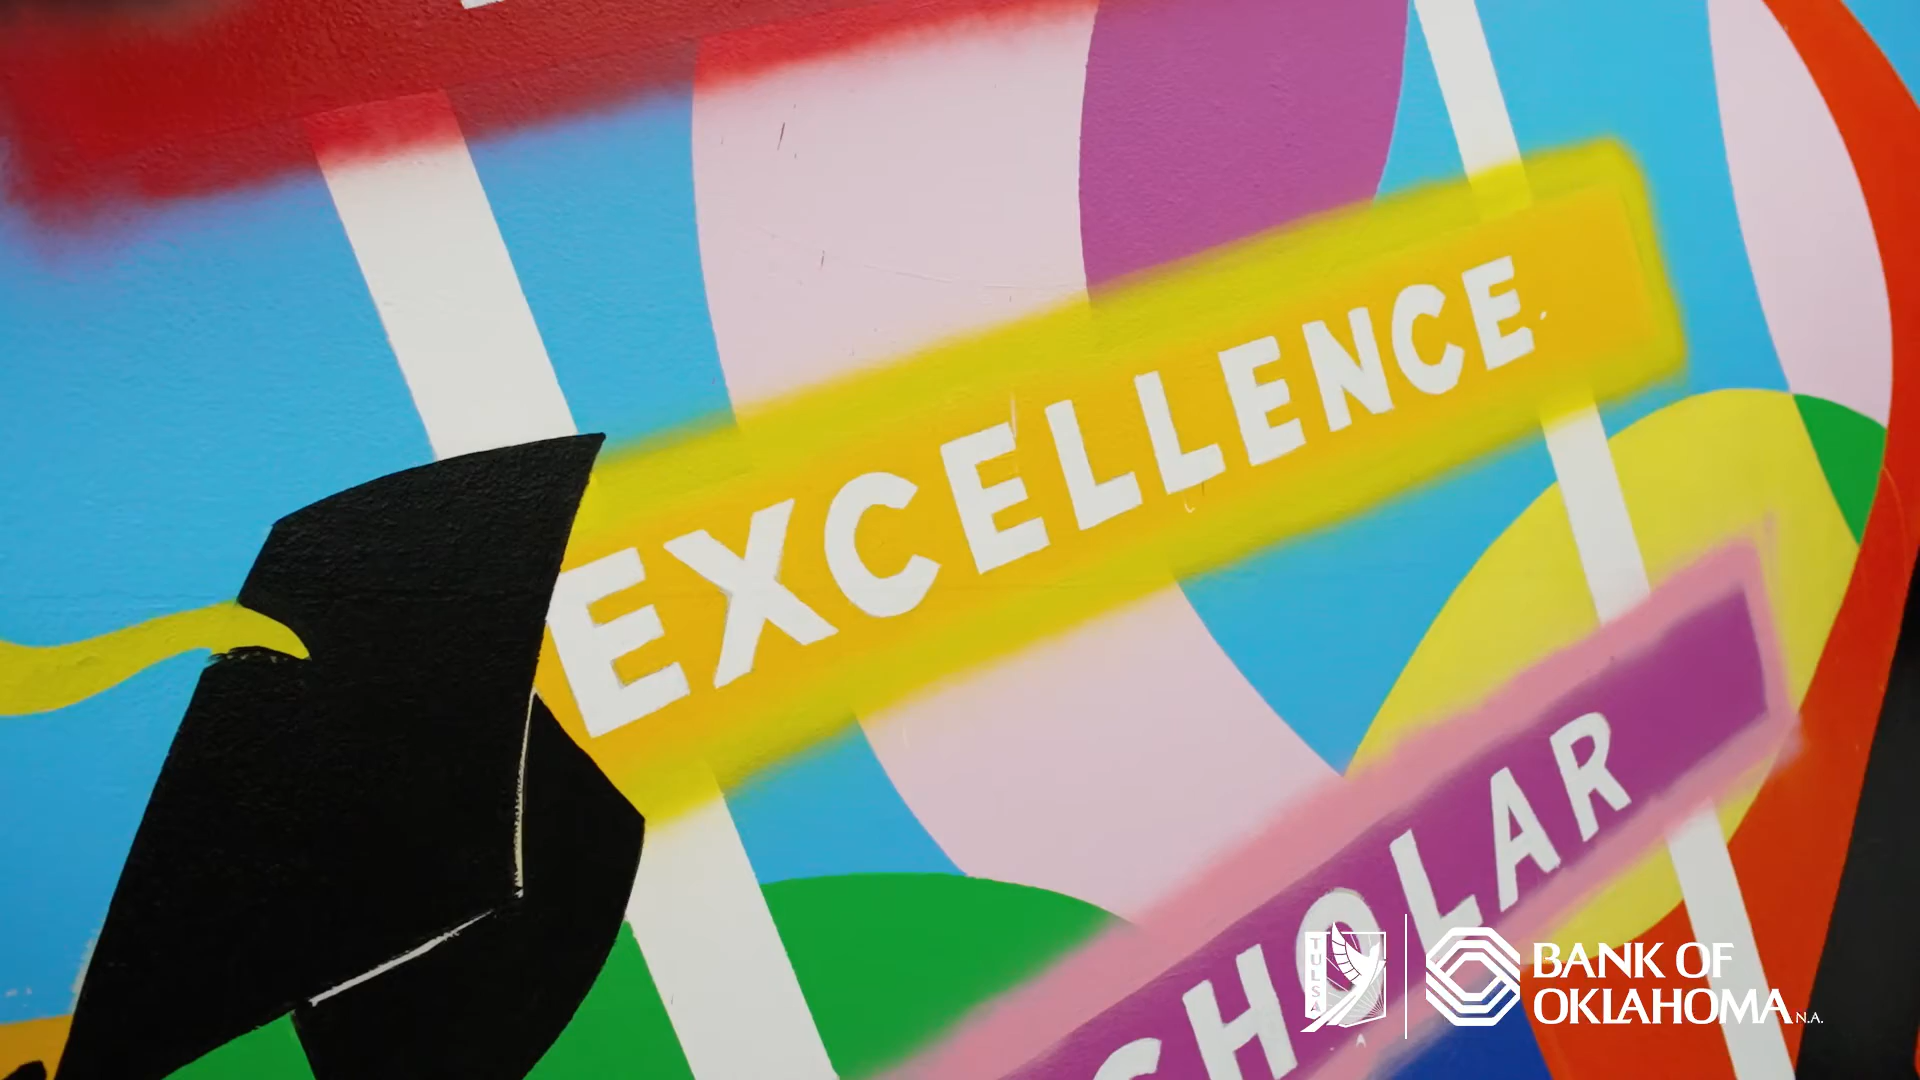 EXCELLENCE
CHOLAR
TULSA
BANK OF
OKLAHOMA N.A.